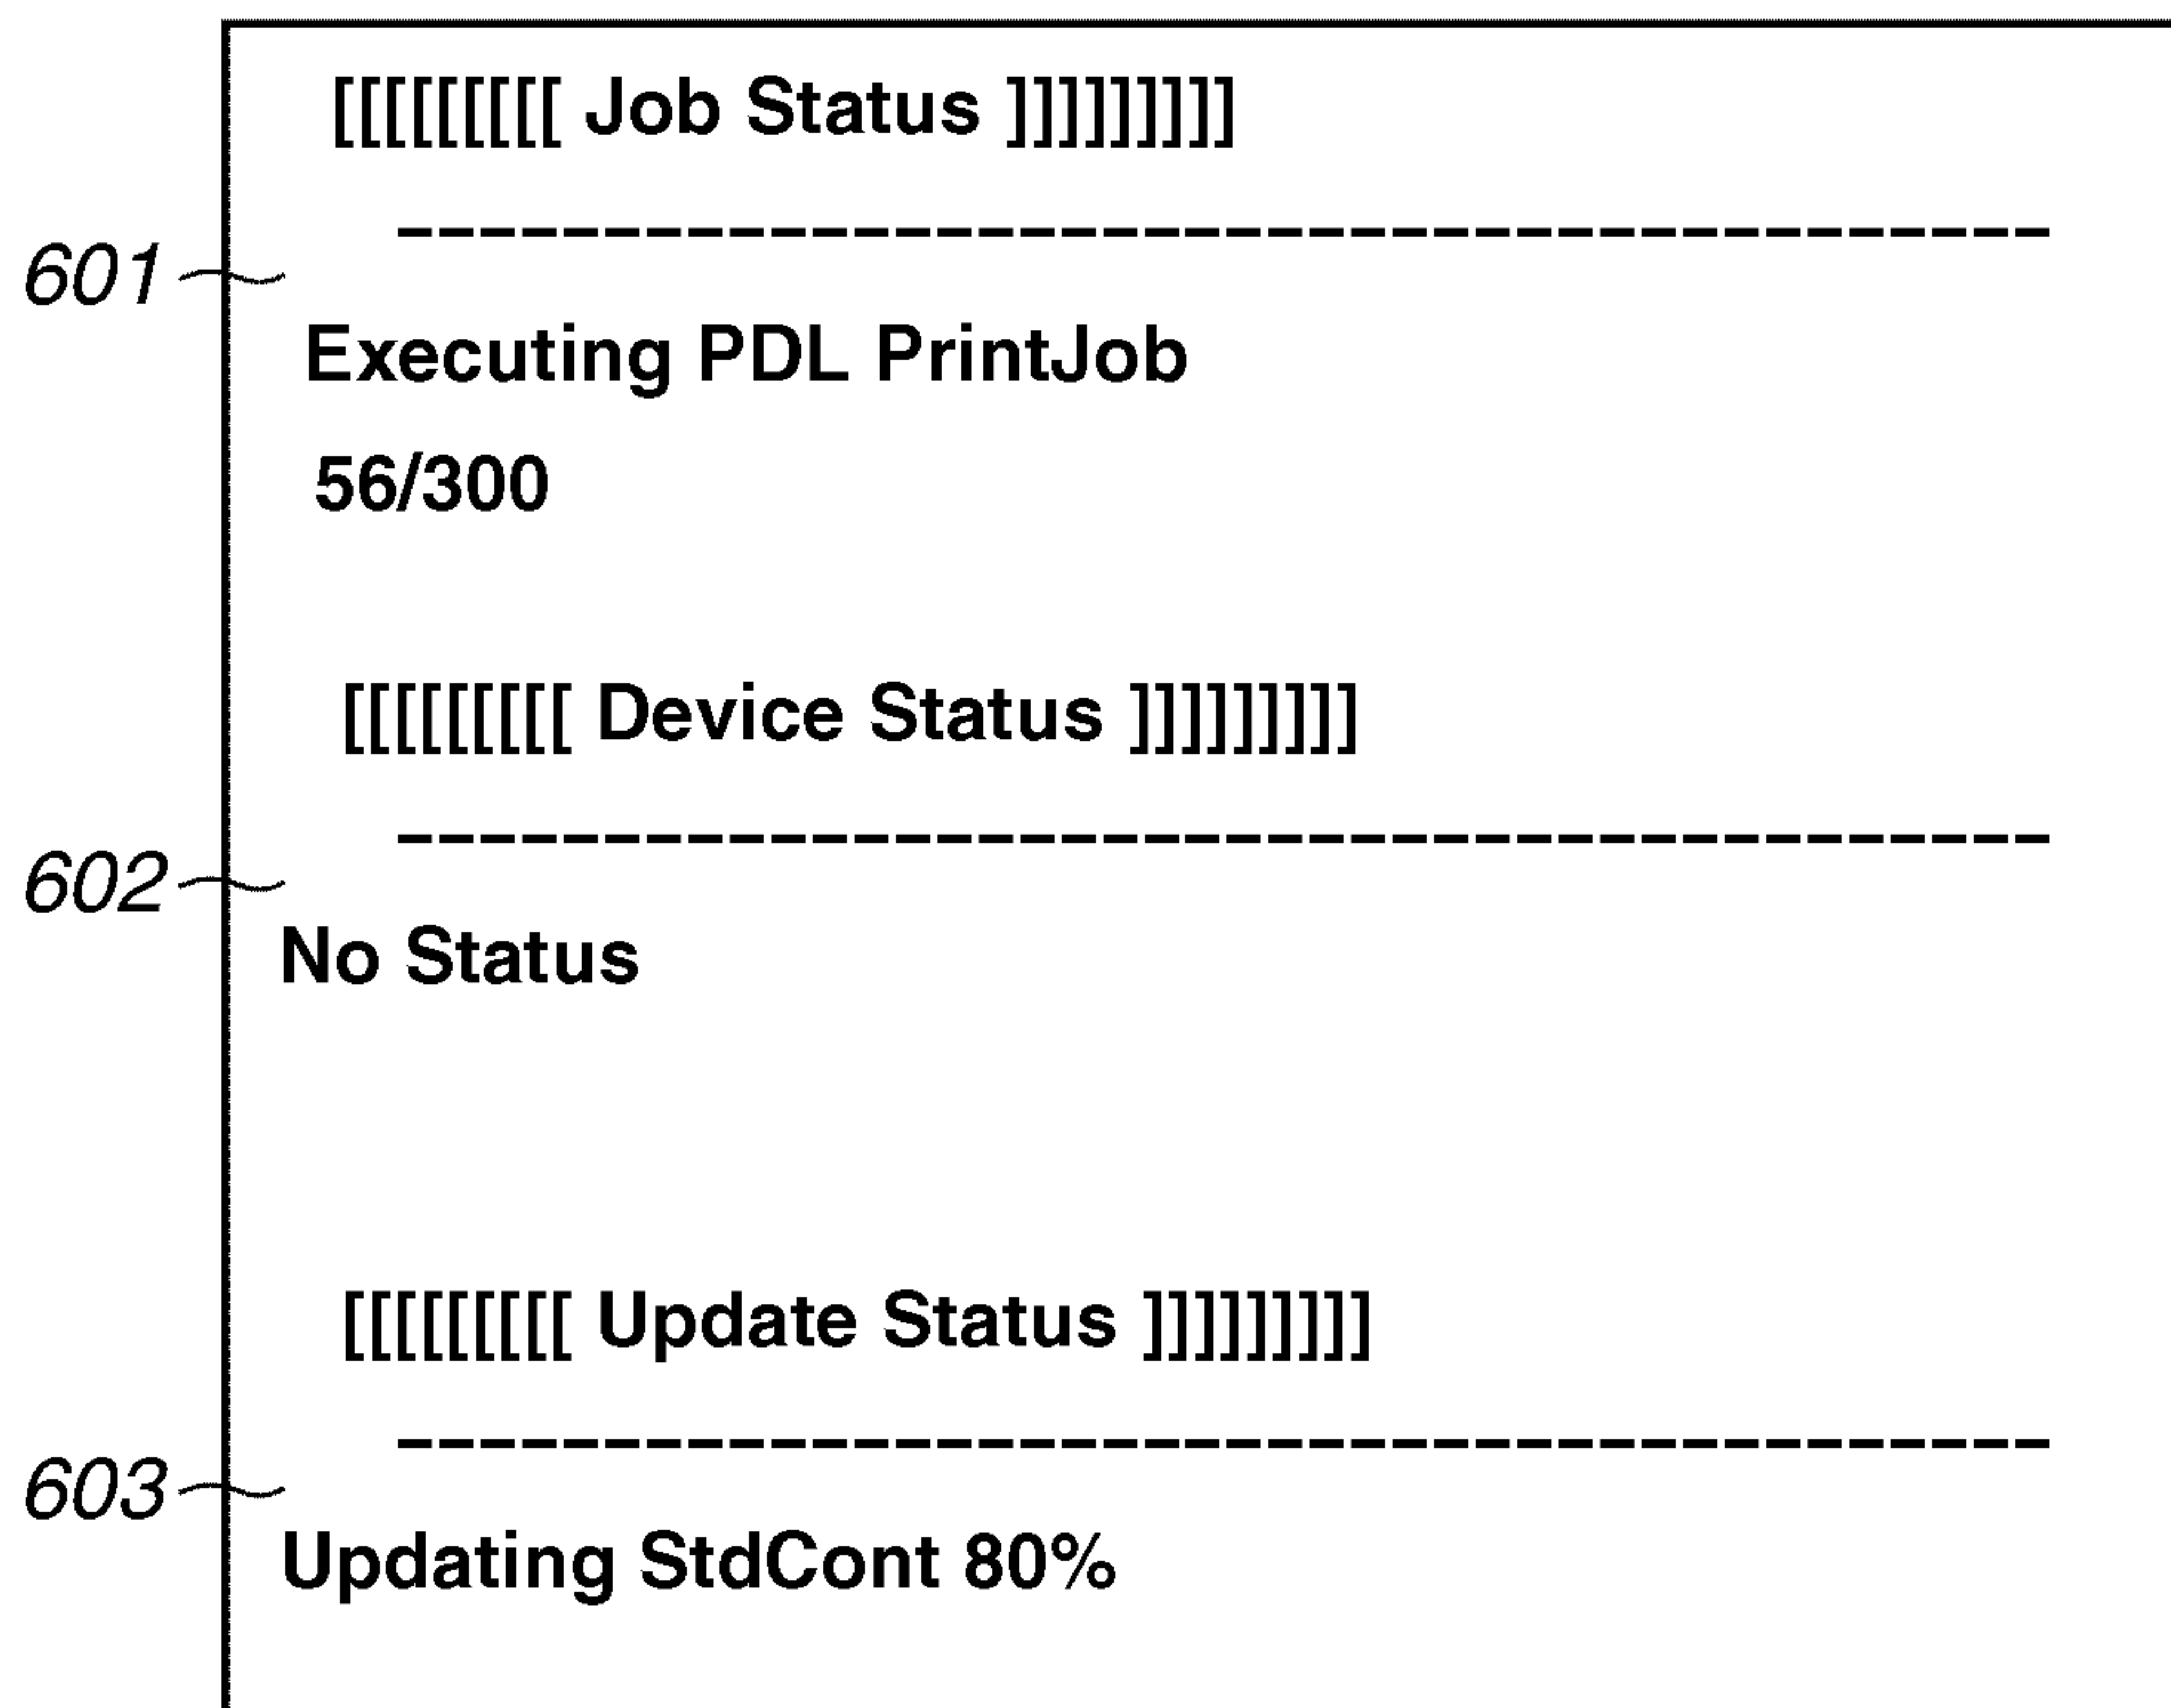 [[[[[[[[[ Job Status ]]]]]]]]]
----------------------------------------
601
Executing PDL PrintJob
56/300
[[[[[[[[[ Device Status ]]]]]]]]]
----------------------------------------
602
No Status
[[[[[[[[[ Update Status ]]]]]]]]]
----------------------------------------
603
Updating StdCont 80%